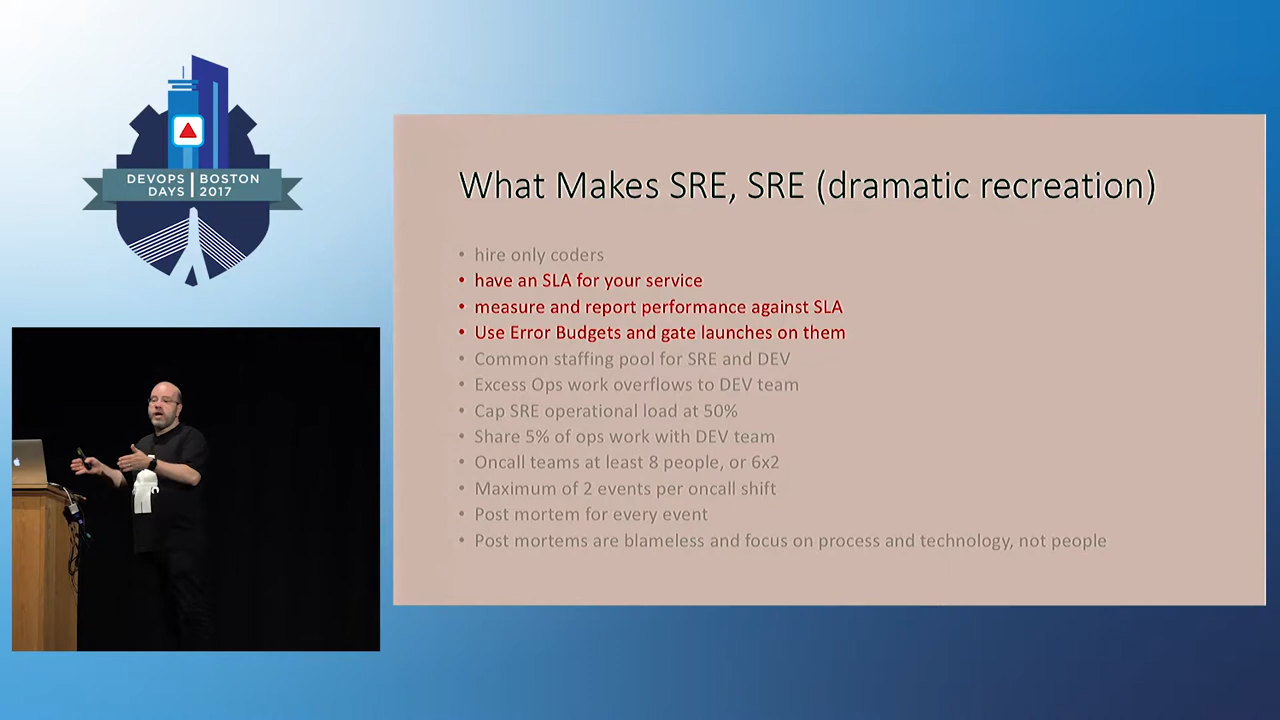 DEVOPS BOSTON
DAYS 2017
What Makes SRE, SRE (dramatic recreation)
• hire only coders
• have an SLA for your service
• measure and report performance against SLA
• Use Error Budgets and gate launches on them
• Common staffing pool for SRE and DEV
• Excess Ops work overflows to DEV team
• Cap SRE operational load at 50%
• Share 5% of ops work with DEV team
• Oncall teams at least 8 people, or 6x2
• Maximum of 2 events per oncall shift
• Post mortem for every event
• Post mortems are blameless and focus on process and technology, not people